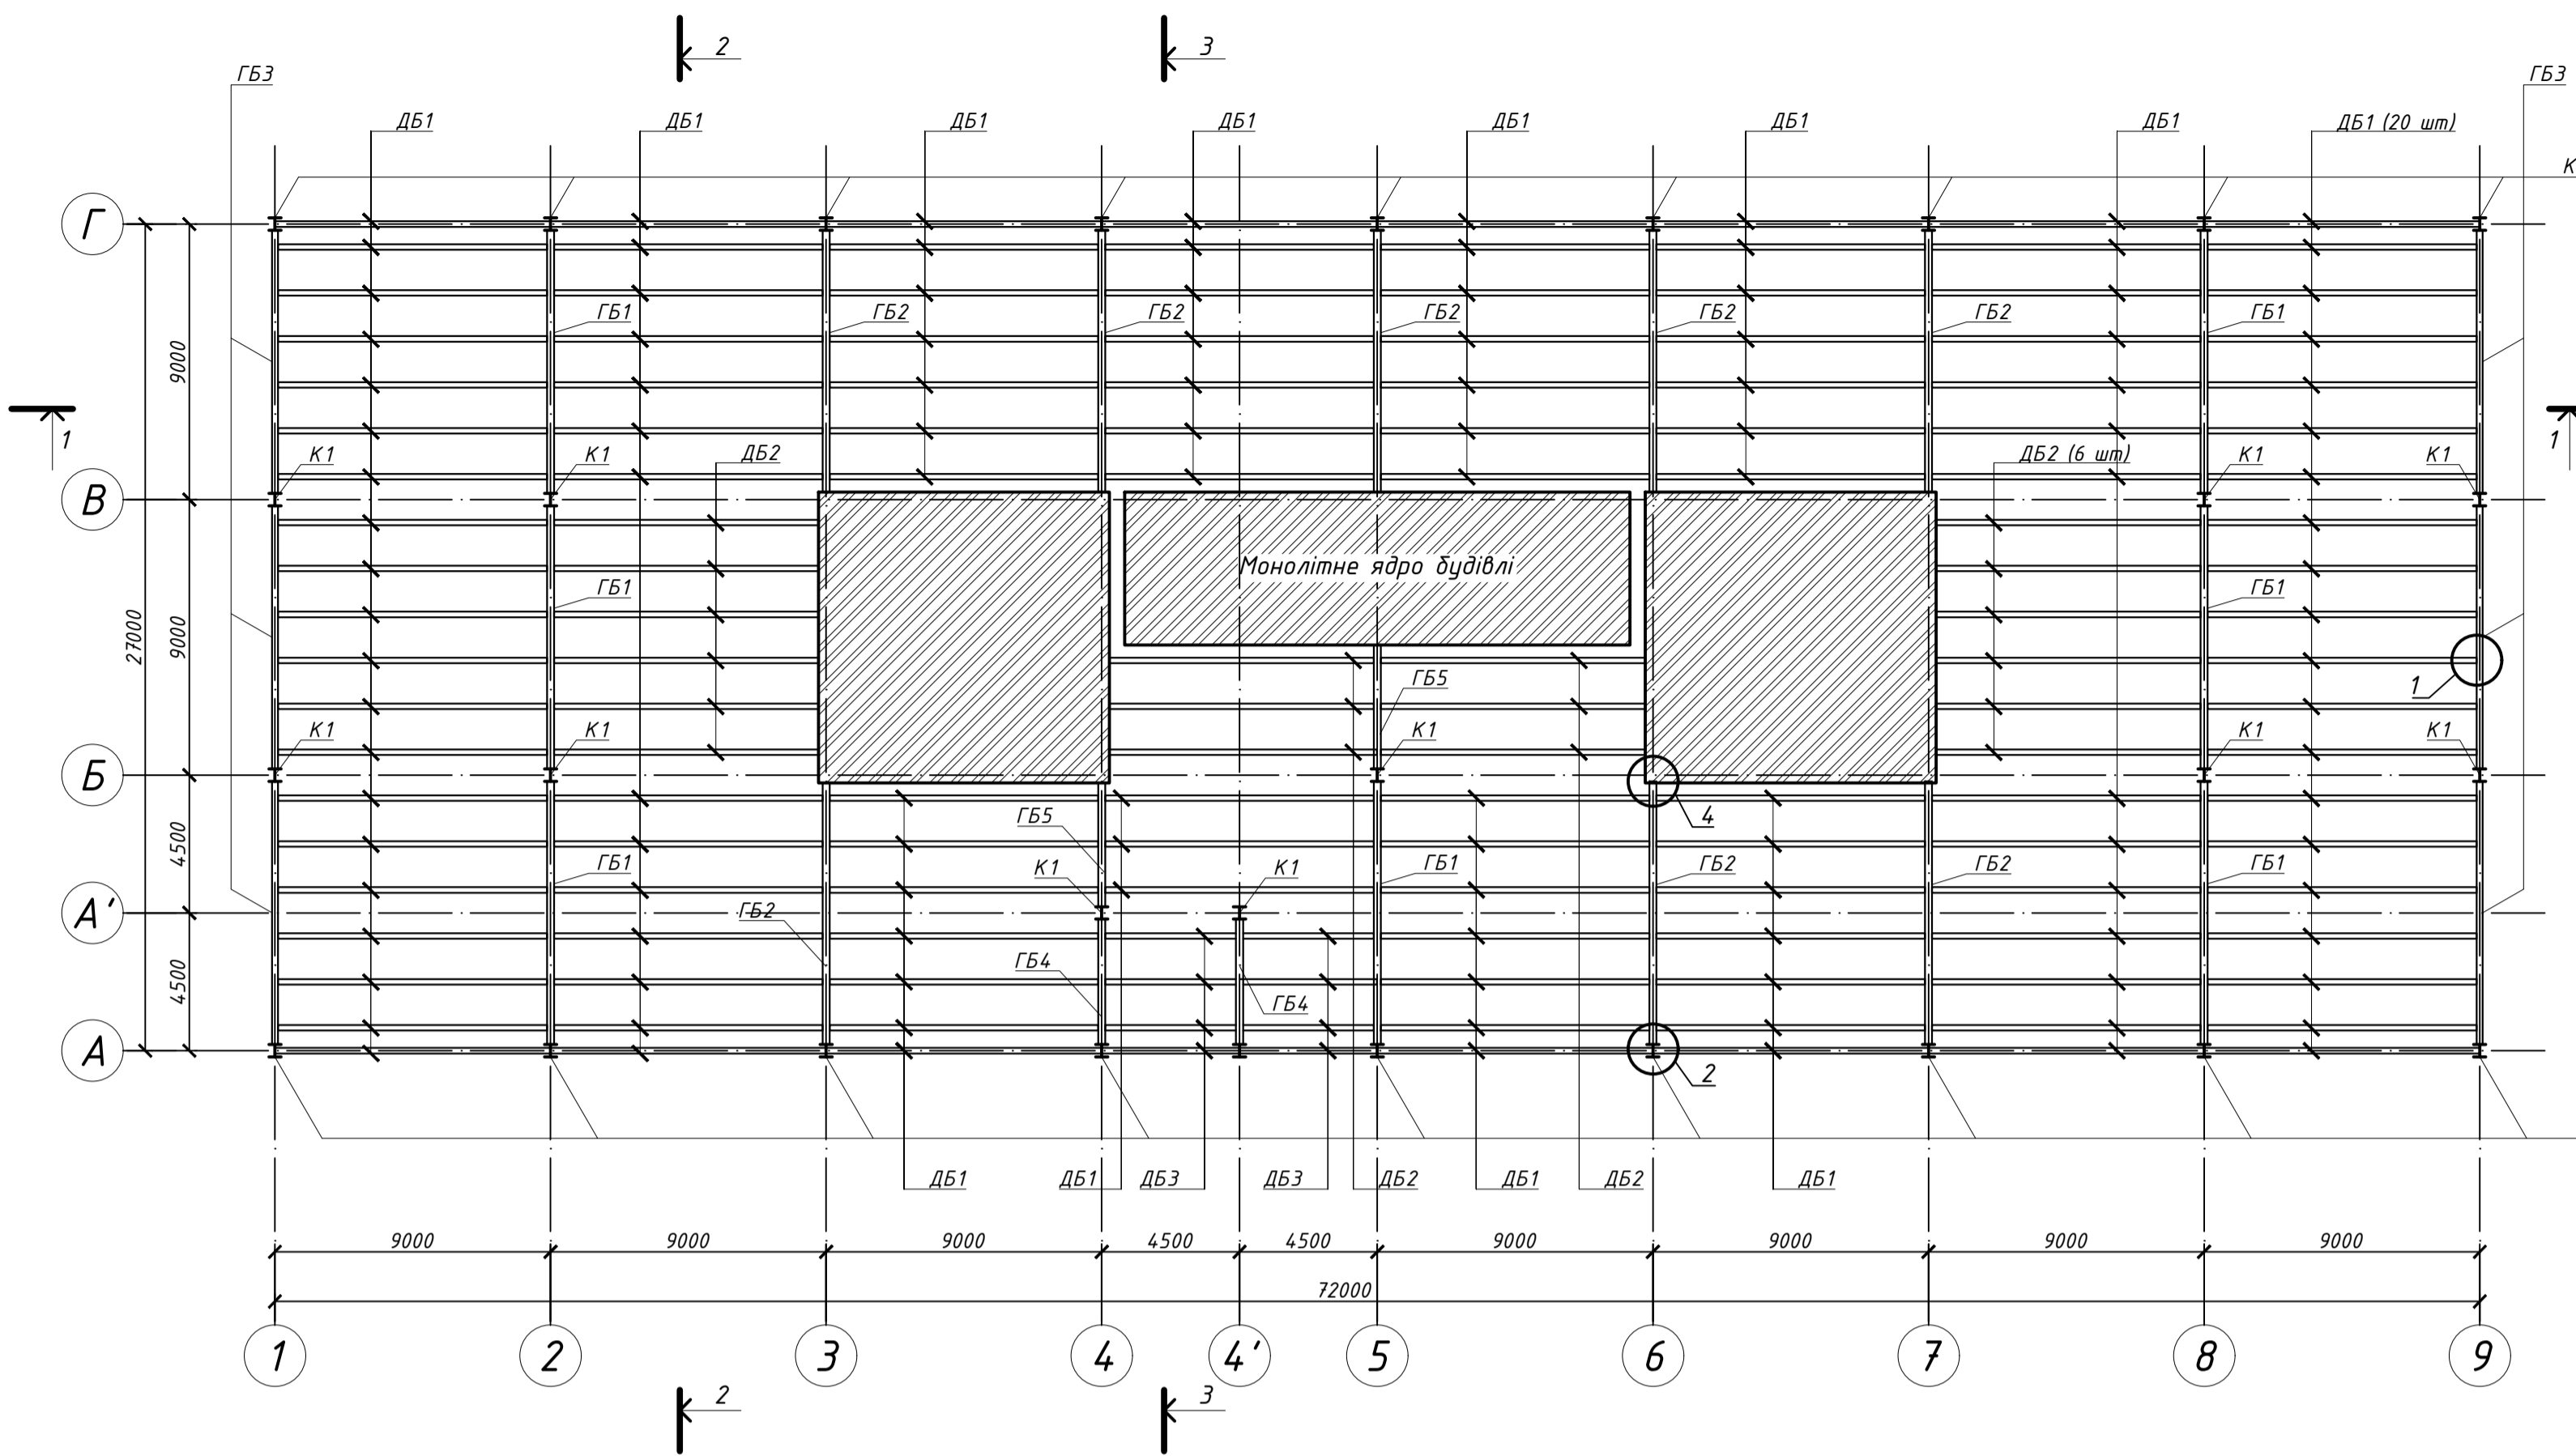 2 3
ГБ3 ГБ3
ДБ1 ДБ1 ДБ1 ДБ1 ДБ1 ДБ1 ДБ1 ДБ1 (20 шт)
К
Г
ГБ1 ГБ2 ГБ2 ГБ2 ГБ2 ГБ2 ГБ1
9000
1 1
К1 К1 ДБ2 ДБ2 (6 шт) К1 К1
В
Монолітне ядро будівлі
ГБ1 ГБ1
27000 9000
ГБ5 1
К1 К1 К1 К1 К1
Б
ГБ5 4
4500
ГБ1 К1 К1 ГБ1 ГБ2 ГБ2 ГБ1
А'
ГБ2
ГБ4
4500
ГБ4
А
2
ДБ1 ДБ1 ДБ3 ДБ3 ДБ2 ДБ1 ДБ2 ДБ1
9000 9000 9000 4500 4500 9000 9000 9000 9000
72000
1 2 3 4 4' 5 6 7 8 9
2 3